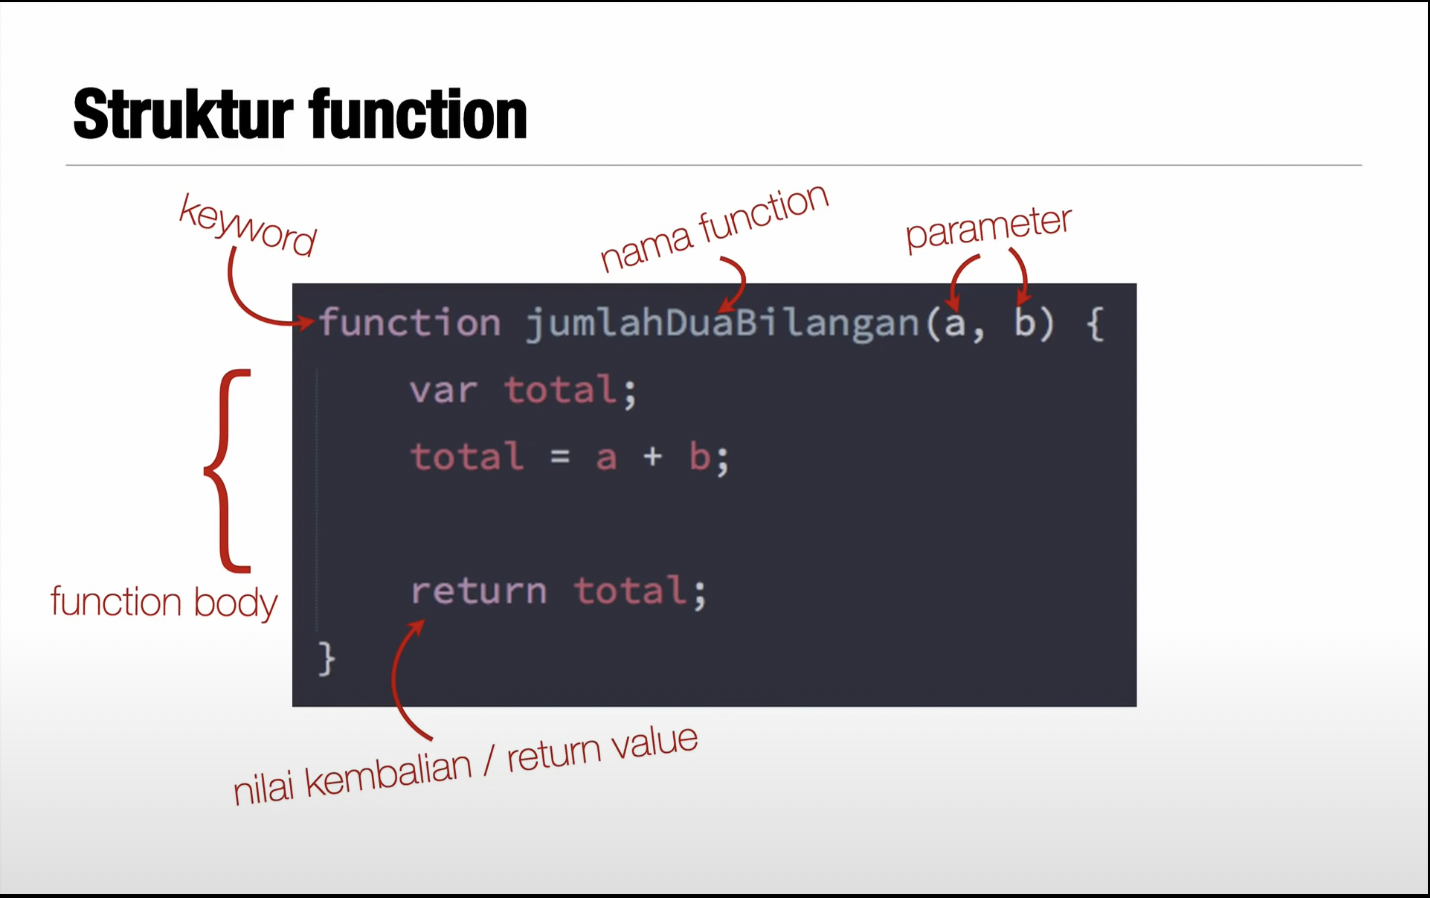 Struktur function
keyword
nama function
parameter
function jumlahDuaBilangan(a, b) {
var total;
total = a + b;
return total;
}
function body
nilai kembalian / return value